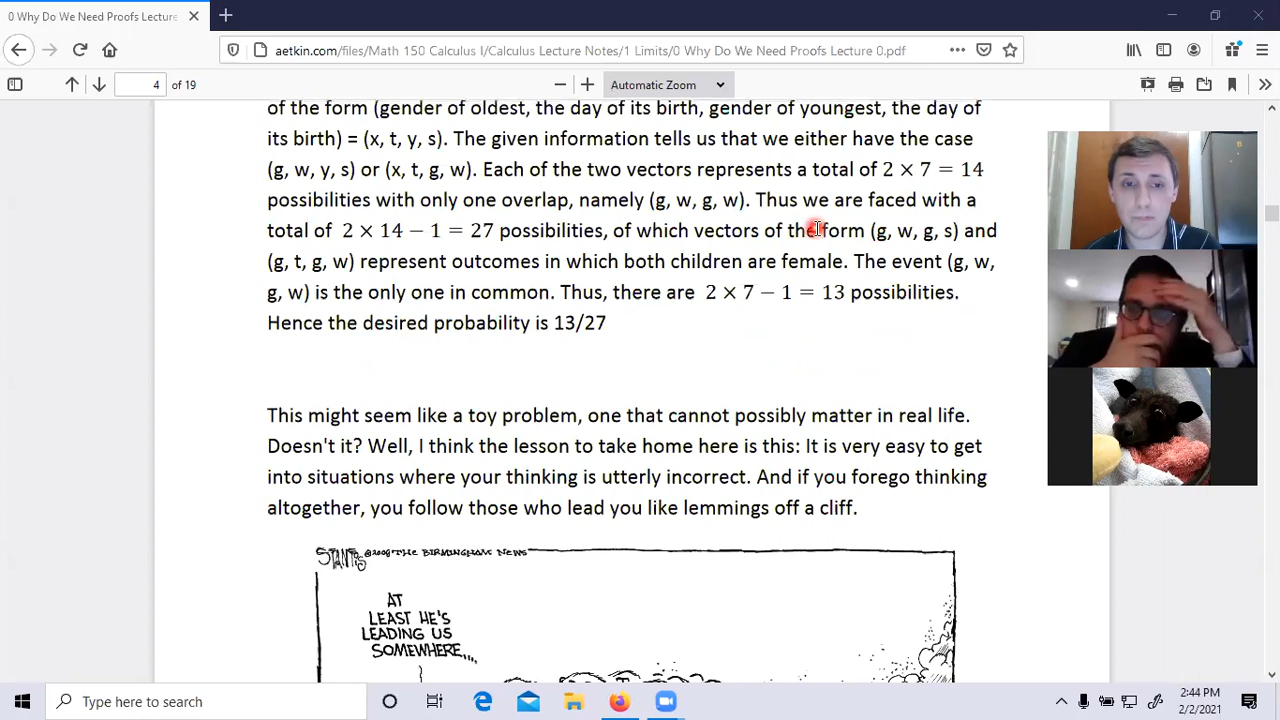 0 Why Do We Need Proofs Lecture
aetkin.com/files/Math 150 Calculus I/Calculus Lecture Notes/1 Limits/0 Why Do We Need Proofs Lecture 0.pdf
4 of 19
Automatic Zoom
of the form (gender of oldest, the day of its birth, gender of youngest, the day of
its birth) = (x, t, y, s). The given information tells us that we either have the case
(g, w, y, s) or (x, t, g, w). Each of the two vectors represents a total of 2 × 7 = 14
possibilities with only one overlap, namely (g, w, g, w). Thus we are faced with a
total of 2 × 14 − 1 = 27 possibilities, of which vectors of the form (g, w, g, s) and
(g, t, g, w) represent outcomes in which both children are female. The event (g, w,
g, w) is the only one in common. Thus, there are 2 × 7 − 1 = 13 possibilities.
Hence the desired probability is 13/27
This might seem like a toy problem, one that cannot possibly matter in real life.
Doesn't it? Well, I think the lesson to take home here is this: It is very easy to get
into situations where your thinking is utterly incorrect. And if you forego thinking
altogether, you follow those who lead you like lemmings off a cliff.
STANTIS ©2008 THE BIRMINGHAM NEWS
AT
LEAST HE'S
LEADING US
SOMEWHERE...
Type here to search
2:44 PM
2/2/2021